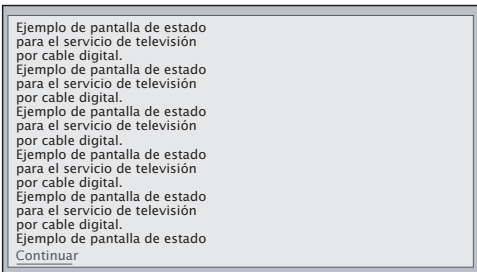 Ejemplo de pantalla de estado
para el servicio de televisión
por cable digital.
Ejemplo de pantalla de estado
para el servicio de televisión
por cable digital.
Ejemplo de pantalla de estado
para el servicio de televisión
por cable digital.
Ejemplo de pantalla de estado
para el servicio de televisión
por cable digital.
Ejemplo de pantalla de estado
para el servicio de televisión
por cable digital.
Ejemplo de pantalla de estado
Continuar